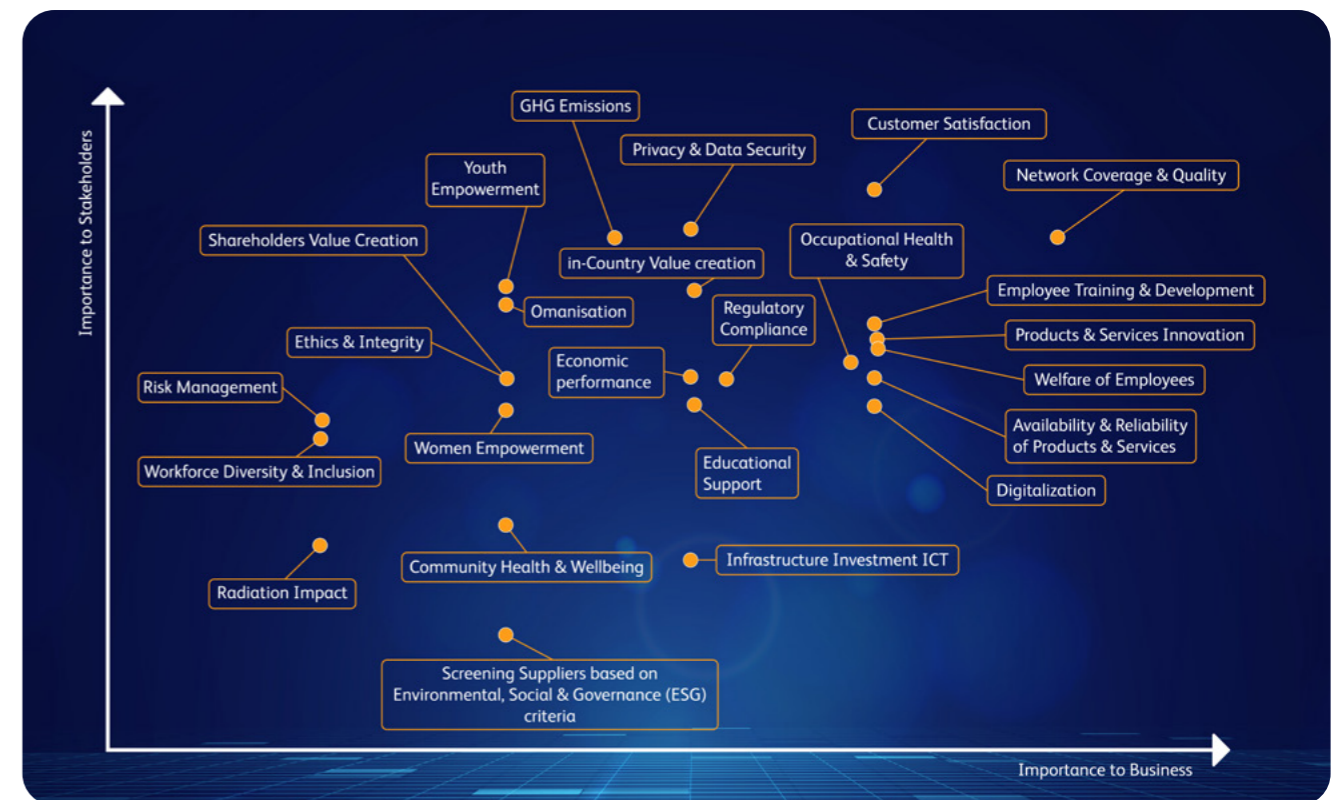 GHG Emissions
Customer Satisfaction
Privacy & Data Security
Youth
Empowerment
Network Coverage & Quality
Importance to Stakeholders
Shareholders Value Creation
Occupational Health
& Safety
in-Country Value creation
Employee Training & Development
Omanisation
Regulatory
Compliance
Products & Services Innovation
Ethics & Integrity
Economic
performance
Welfare of Employees
Risk Management
Availability & Reliability
of Products & Services
Women Empowerment
Workforce Diversity & Inclusion
Educational
Support
Digitalization
Community Health & Wellbeing
Infrastructure Investment ICT
Radiation Impact
Screening Suppliers based on
Environmental, Social & Governance (ESG)
criteria
Importance to Business